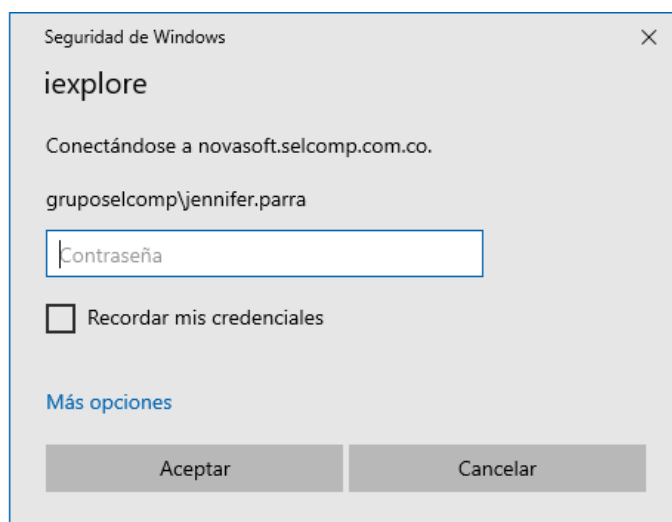 Seguridad de Windows
iexplore
Conectándose a novasoft.selcomp.com.co.
gruposelcomp\jennifer.parra
Contraseña
Recordar mis credenciales
Más opciones
Aceptar Cancelar